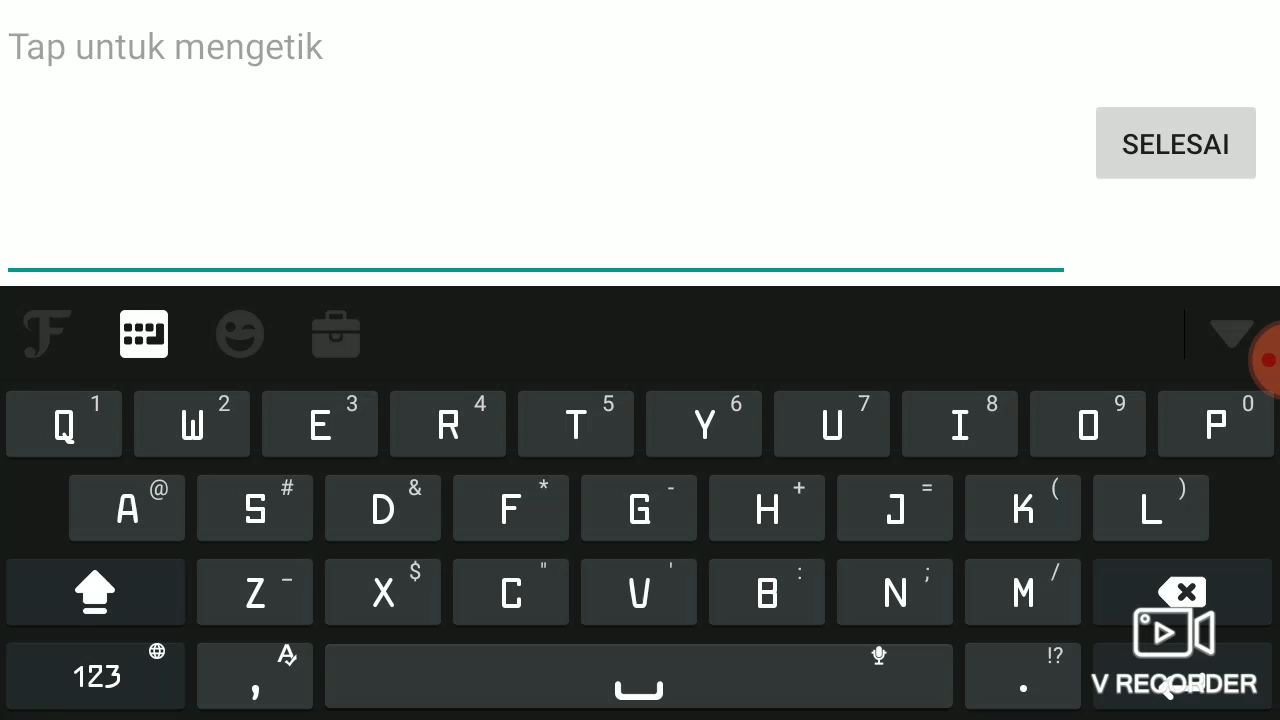 Tap untuk mengetik
SELESAI
F
1 2 3 4 5 6 7 8 9 0
Q W E R T Y U I O P
@ # & * - + = ( )
A S D F G H J K L
_ $ " ' : ; /
Z X C V B N M
!?
123 , .
V RECORDER